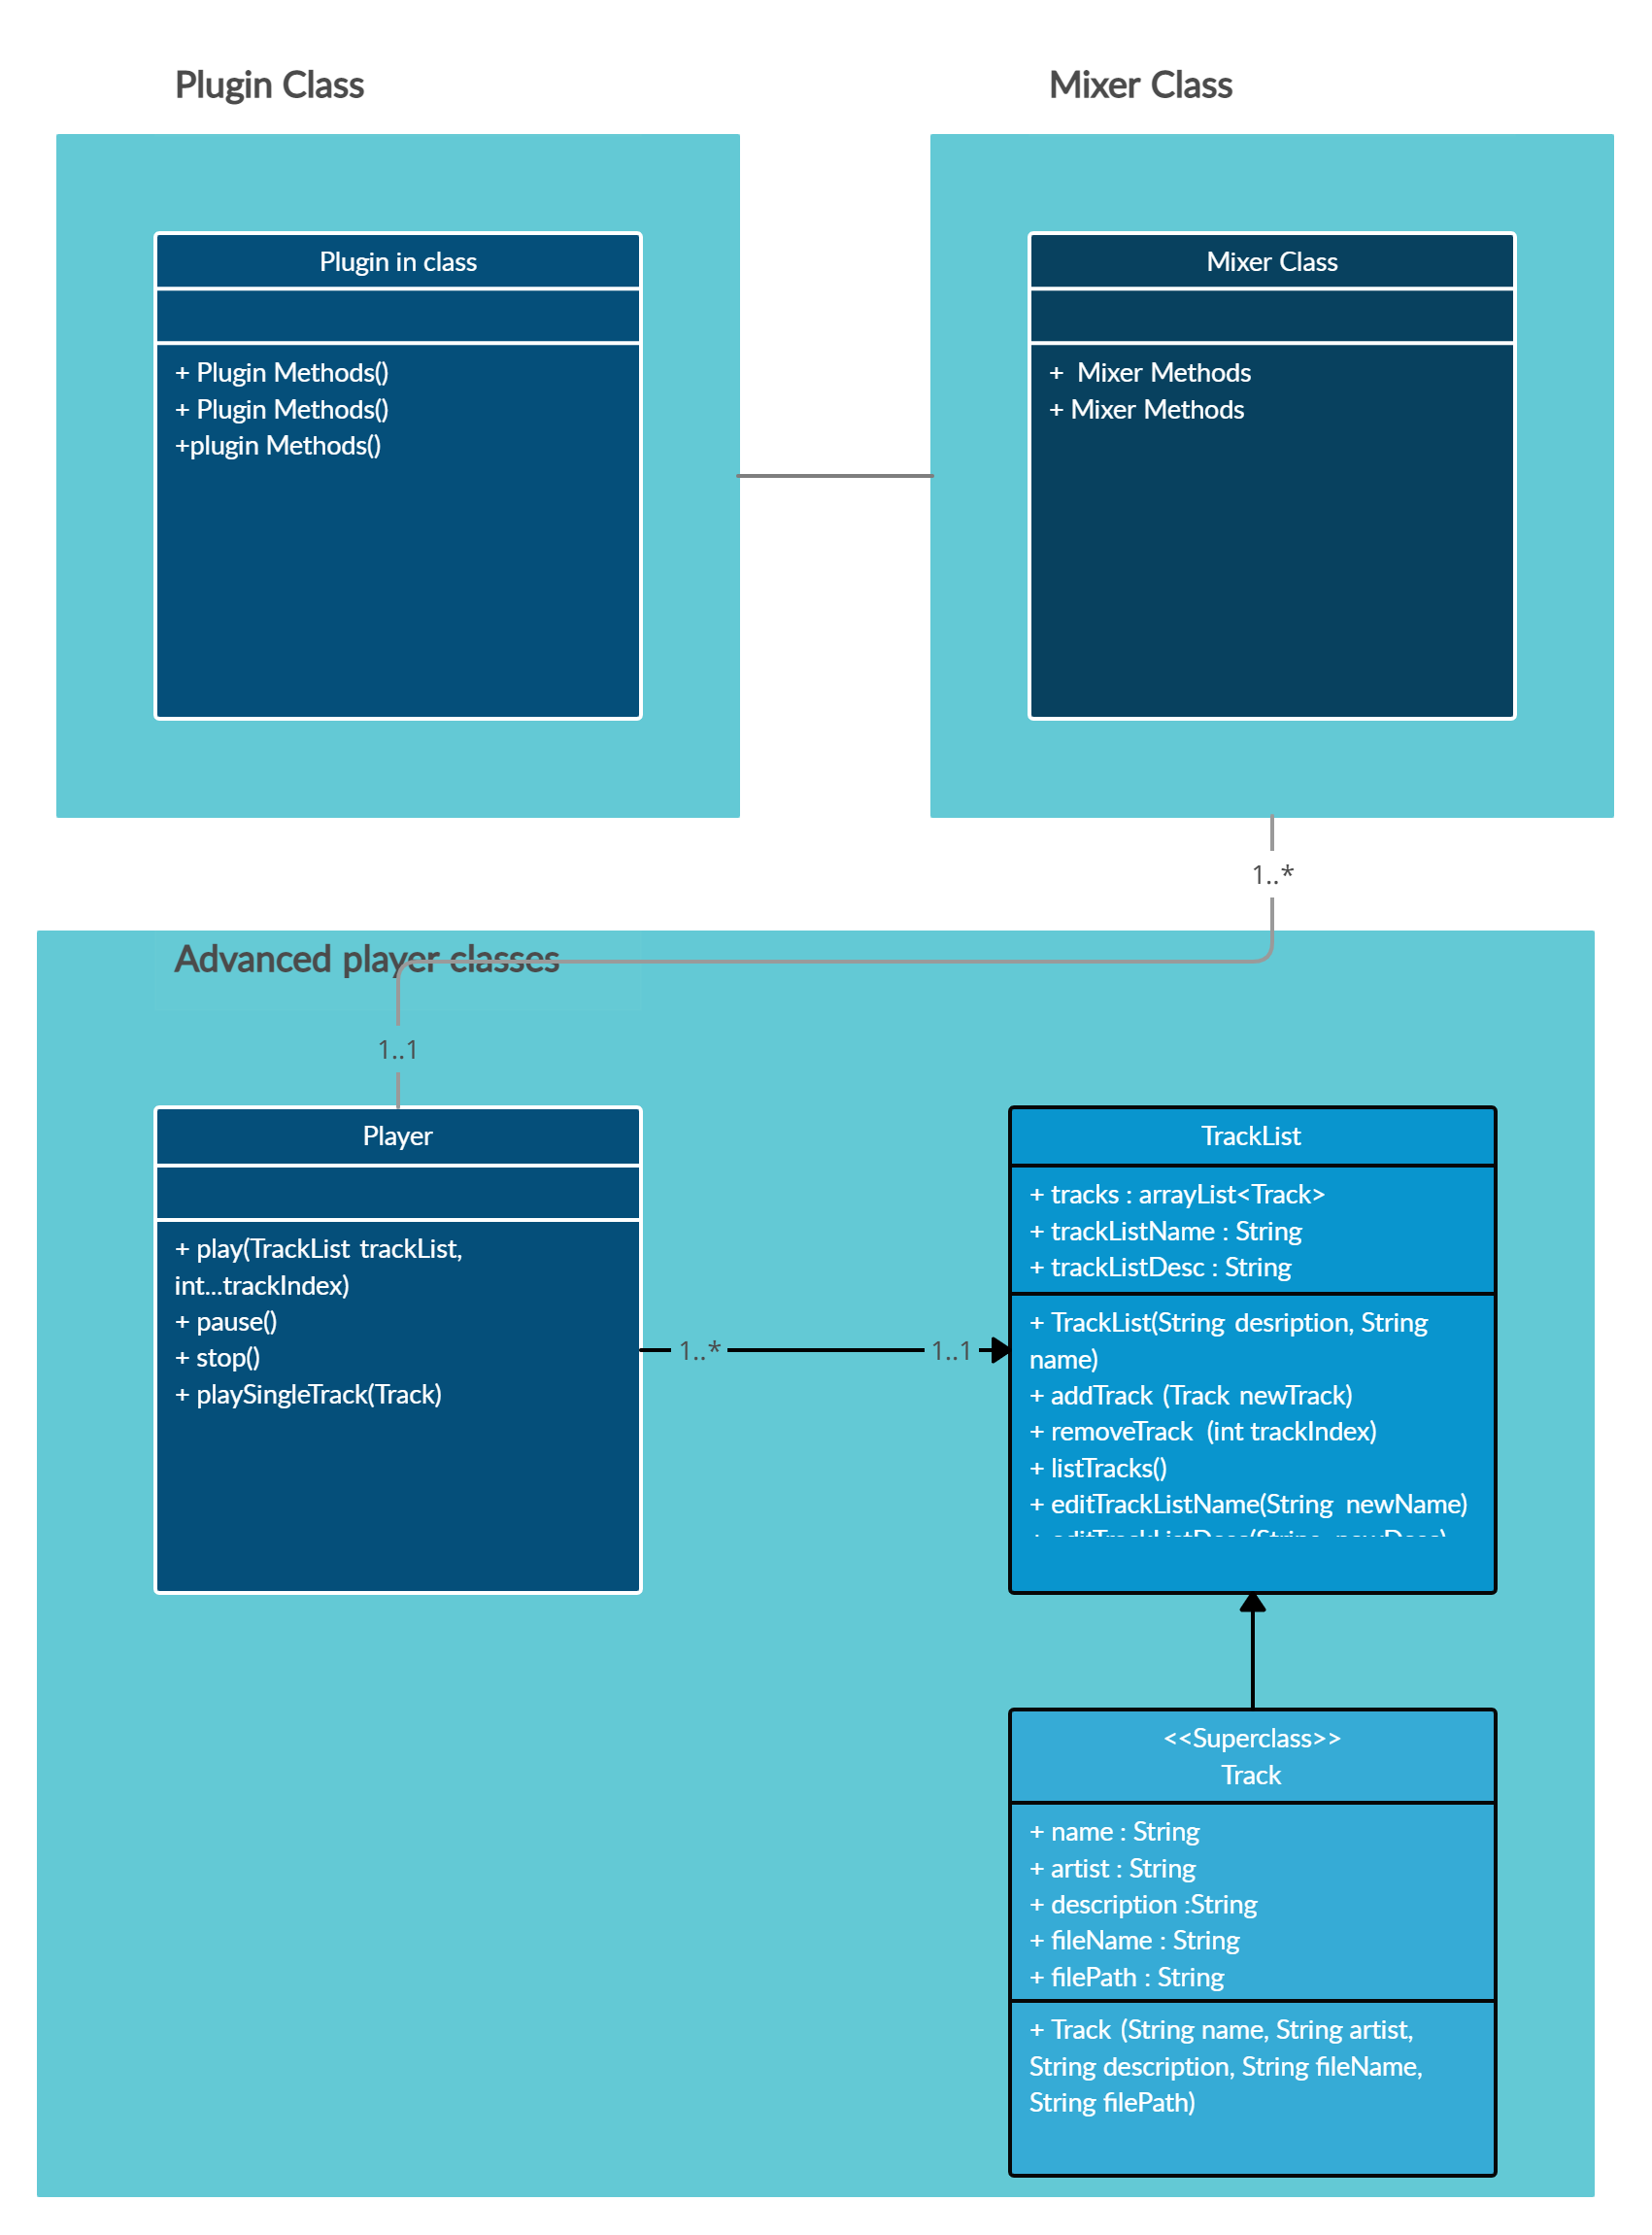 Plugin Class
Mixer Class
Plugin in class
+ Plugin Methods()
+ Plugin Methods()
+plugin Methods()
Mixer Class
+ Mixer Methods
+ Mixer Methods
1..*
Advanced player classes
1..1
Player
+ play(TrackList trackList,
int...trackIndex)
+ pause()
+ stop()
+ playSingleTrack(Track)
1..*
1..1
TrackList
+ tracks : arrayList<Track>
+ trackListName : String
+ trackListDesc : String
+ TrackList(String desription, String
name)
+ addTrack (Track newTrack)
+ removeTrack (int trackIndex)
+ listTracks()
+ editTrackListName(String newName)
+ editTrackListDesc(String newDesc)
<<Superclass>>
Track
+ name : String
+ artist : String
+ description :String
+ fileName : String
+ filePath : String
+ Track (String name, String artist,
String description, String fileName,
String filePath)